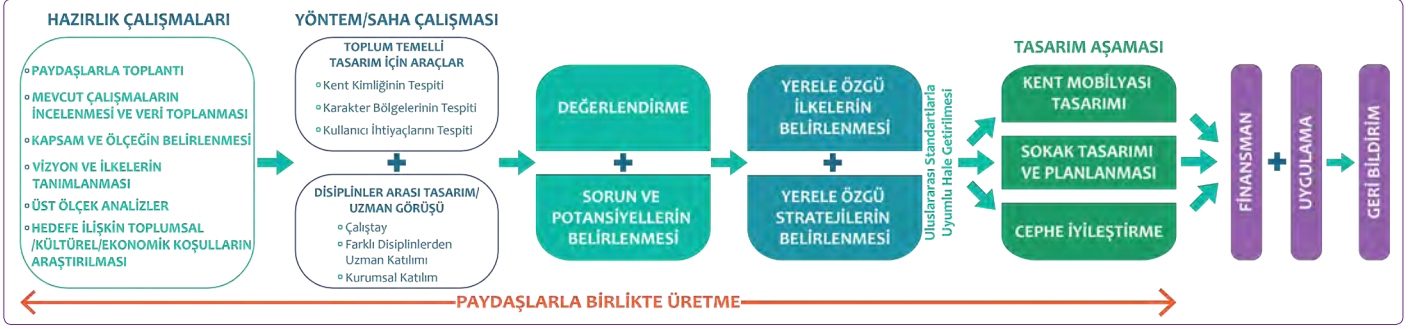 HAZIRLIK ÇALIŞMALARI
PAYDAŞLARLA TOPLANTI
MEVCUT ÇALIŞMALARIN
İNCELENMESİ VE VERİ TOPLANMASI
KAPSAM VE ÖLÇEĞİN BELİRLENMESİ
VİZYON VE İLKELERİN
TANIMLANMASI
ÜST ÖLÇEK ANALİZLER
HEDEFE İLİŞKİN TOPLUMSAL
/KÜLTÜREL/EKONOMİK KOŞULLARIN
ARAŞTIRILMASI
YÖNTEM/SAHA ÇALIŞMASI
TOPLUM TEMELLİ
TASARIM İÇİN ARAÇLAR
Kent Kimliğinin Tespiti
Karakter Bölgelerinin Tespiti
Kullanıcı İhtiyaçlarını Tespiti
+
DİSİPLİNLER ARASI TASARIM/
UZMAN GÖRÜŞÜ
Çalıştay
Farklı Disiplinlerden
Uzman Katılımı
Kurumsal Katılım
DEĞERLENDİRME
+
SORUN VE
POTANSİYELLERİN
BELİRLENMESİ
YERELE ÖZGÜ
İLKELERİN
BELİRLENMESİ
+
YERELE ÖZGÜ
STRATEJİLERİN
BELİRLENMESİ
Uluslararası Standartlarla
Uyumlu Hale Getirilmesi
TASARIM AŞAMASI
KENT MOBİLYASI
TASARIMI
SOKAK TASARIMI
VE PLANLANMASI
CEPHE İYİLEŞTİRME
FİNANSMAN
+
UYGULAMA
GERİ BİLDİRİM
PAYDAŞLARLA BİRLİKTE ÜRETME